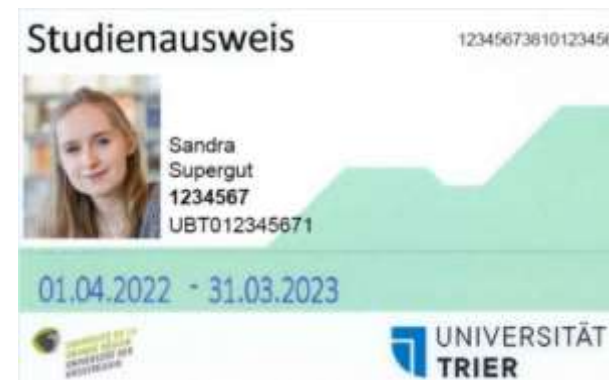 Studienausweis
Sandra
Supergut
1234567
UBT012345671
01.04.2022 - 31.03.2023
UNIVERSITÄT
TRIER